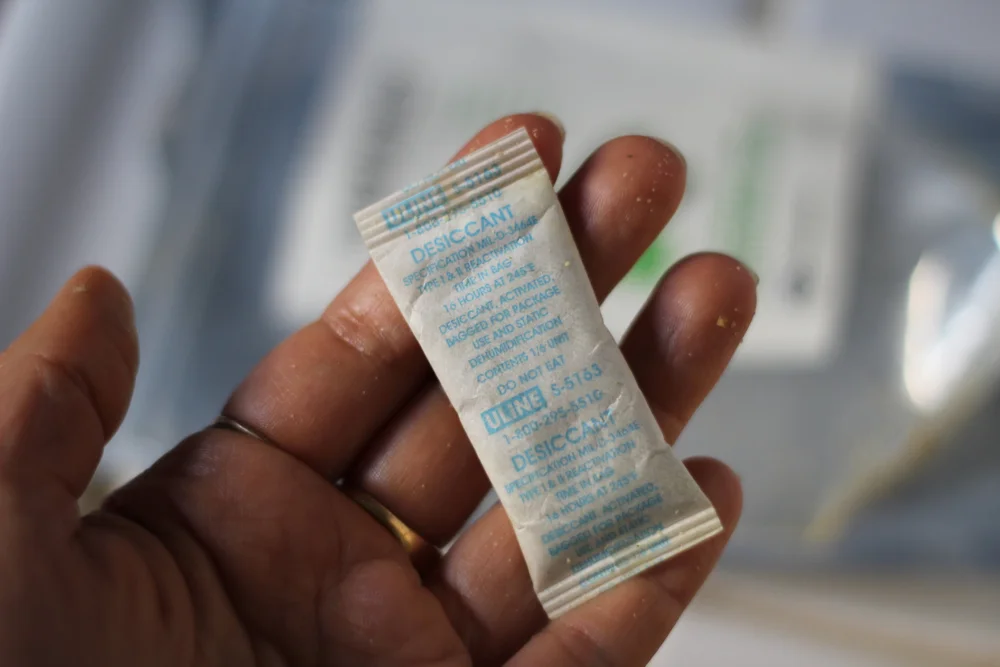 ULINE S-5163
DESICCANT
SPECIFICATION MIL-D-3464E
TYPE I & II REACTIVATION
TIME IN BAG
16 HOURS AT 245°F
DESICCANT, ACTIVATED,
BAGGED FOR PACKAGE
USE AND STATIC
DEHUMIDIFICATION
CONTENTS 1/6 UNIT
DO NOT EAT
ULINE S-5163
1-800-295-5510
DESICCANT
SPECIFICATION MIL-D-3464E
TYPE I & II REACTIVATION
TIME IN BAG
16 HOURS AT 245°F
DESICCANT, ACTIVATED,
BAGGED FOR PACKAGE
USE AND STATIC